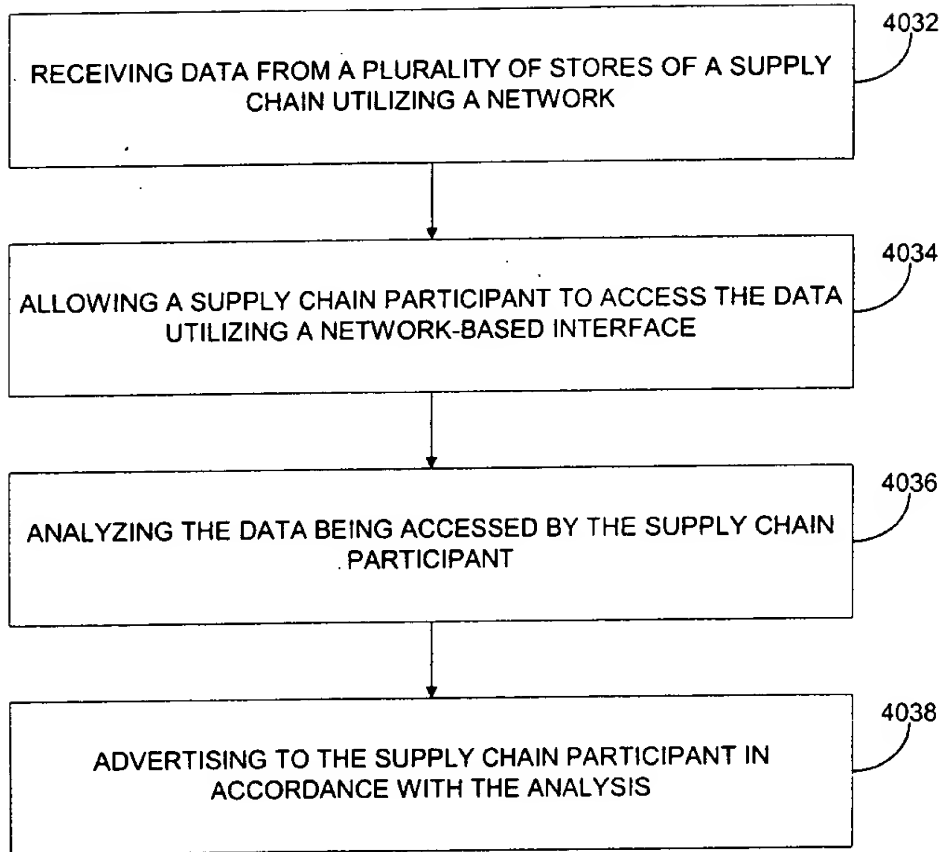 4032
RECEIVING DATA FROM A PLURALITY OF STORES OF A SUPPLY
CHAIN UTILIZING A NETWORK
4034
ALLOWING A SUPPLY CHAIN PARTICIPANT TO ACCESS THE DATA
UTILIZING A NETWORK-BASED INTERFACE
4036
ANALYZING THE DATA BEING ACCESSED BY THE SUPPLY CHAIN
PARTICIPANT
4038
ADVERTISING TO THE SUPPLY CHAIN PARTICIPANT IN
ACCORDANCE WITH THE ANALYSIS